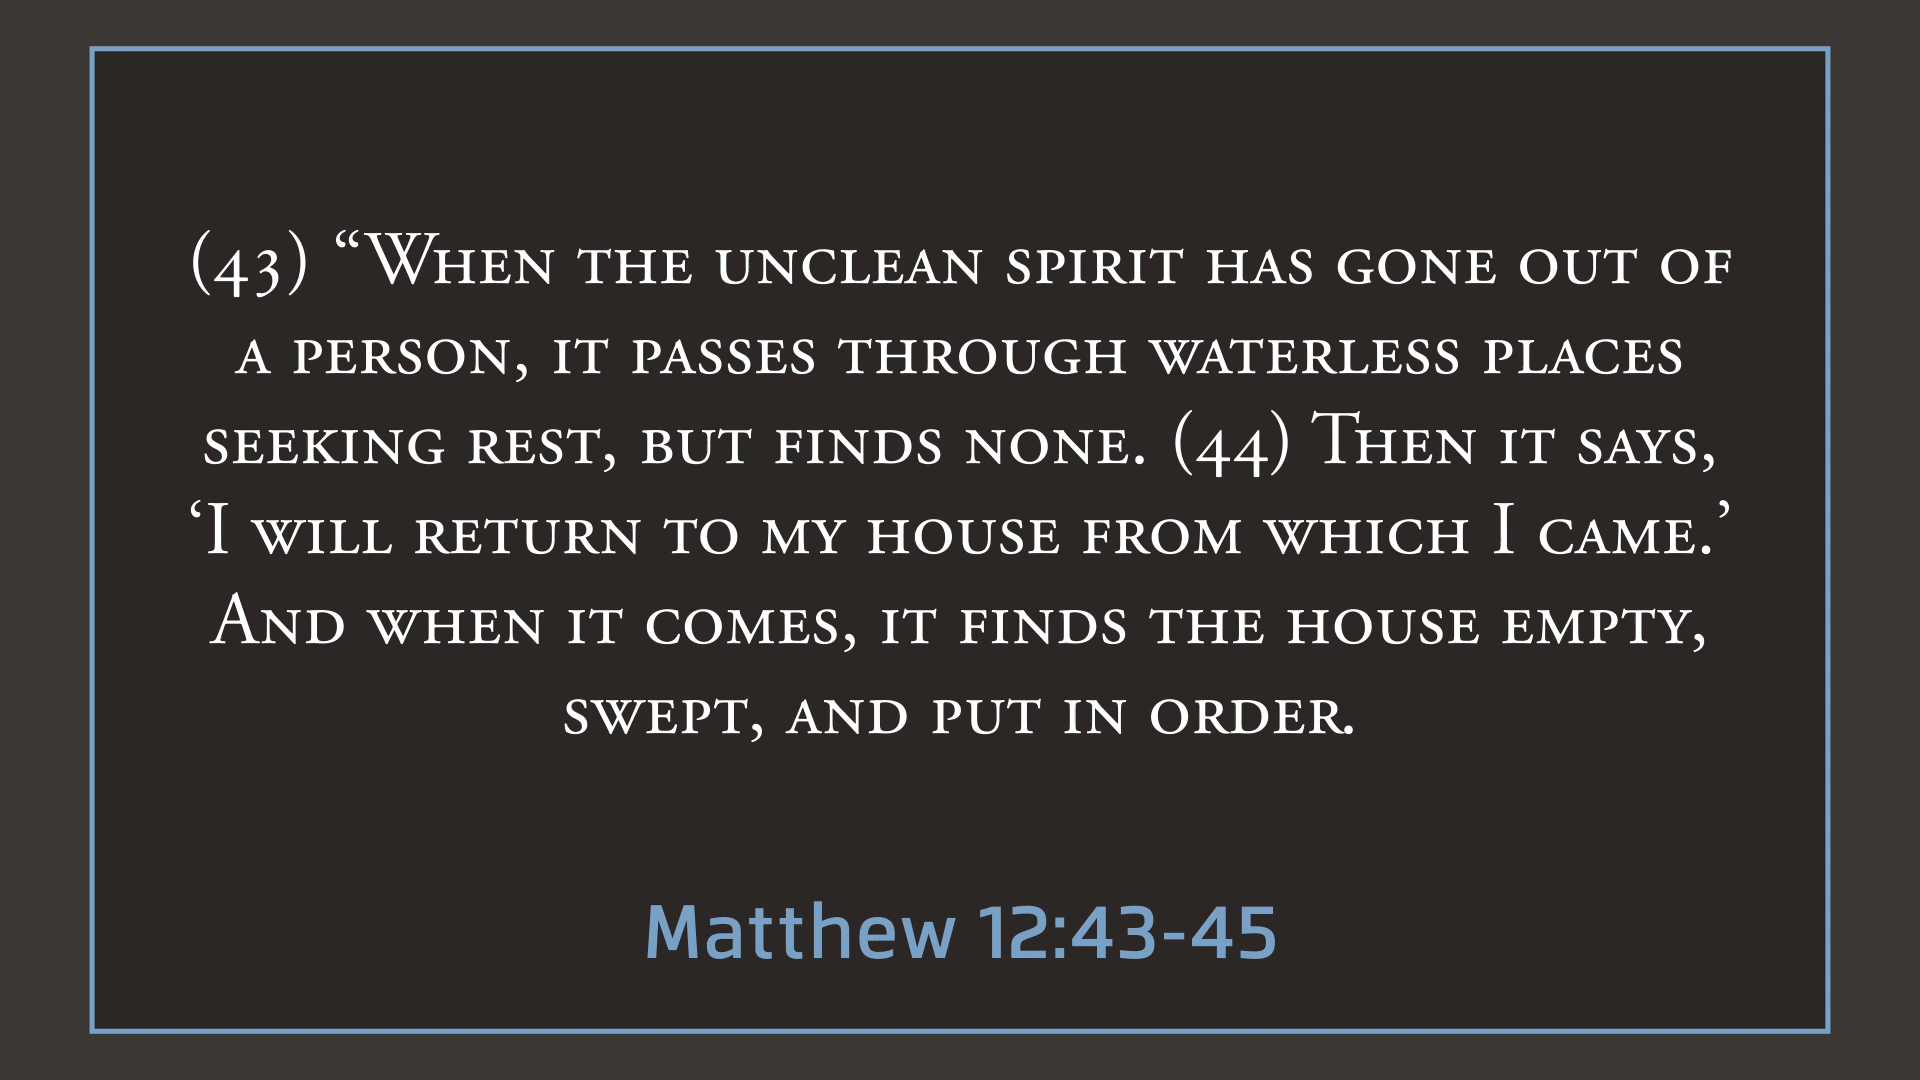 (43) “When the unclean spirit has gone out of
a person, it passes through waterless places
seeking rest, but finds none. (44) Then it says,
‘I will return to my house from which I came.’
And when it comes, it finds the house empty,
swept, and put in order.
Matthew 12:43-45